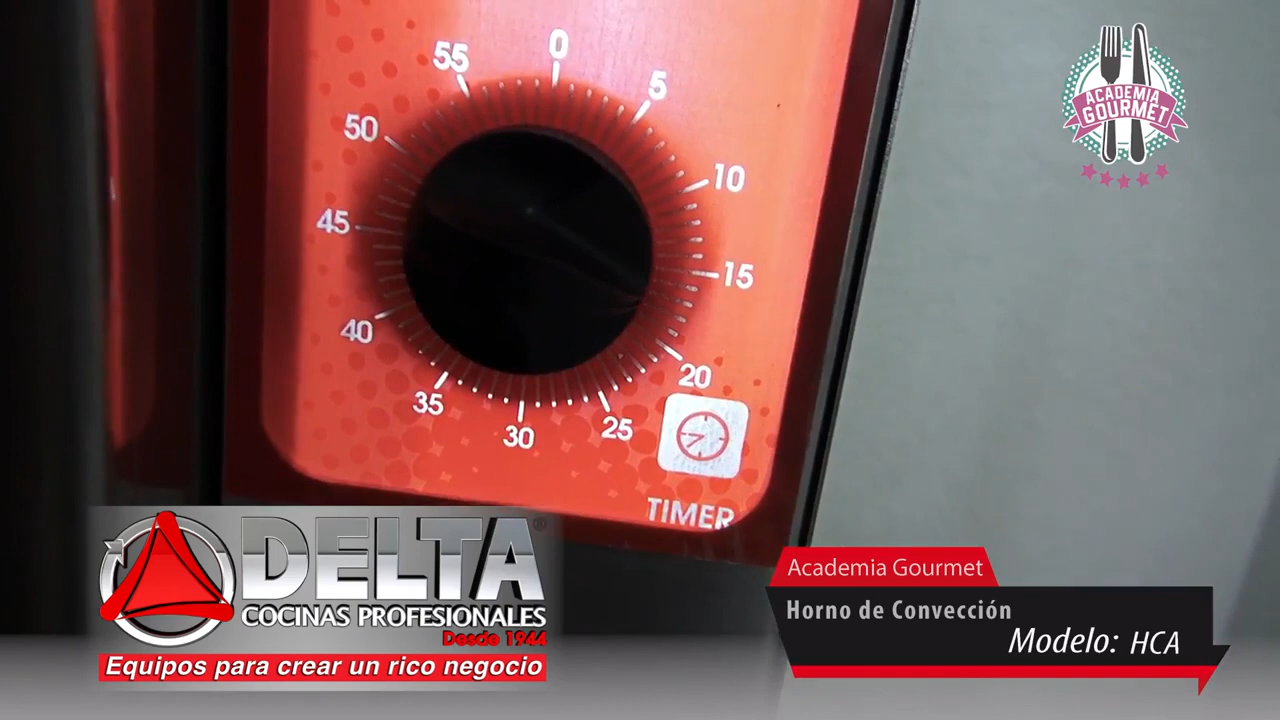 0
5
10
15
20
25
30
35
40
45
50
55
TIMER
ACADEMIA
GOURMET
DELTA®
COCINAS PROFESIONALES
Desde 1944
Equipos para crear un rico negocio
Academia Gourmet
Horno de Convección
Modelo: HCA